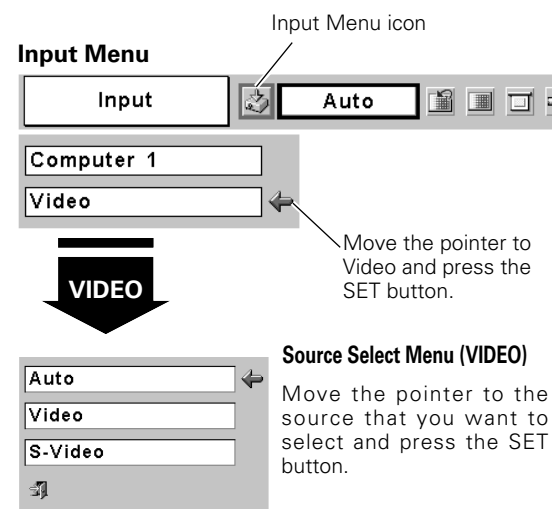 Input Menu icon
Input Menu
Input
Auto
Computer 1
Video
Move the pointer to
Video and press the
SET button.
VIDEO
Source Select Menu (VIDEO)
Auto
Video
S-Video
Move the pointer to the
source that you want to
select and press the SET
button.